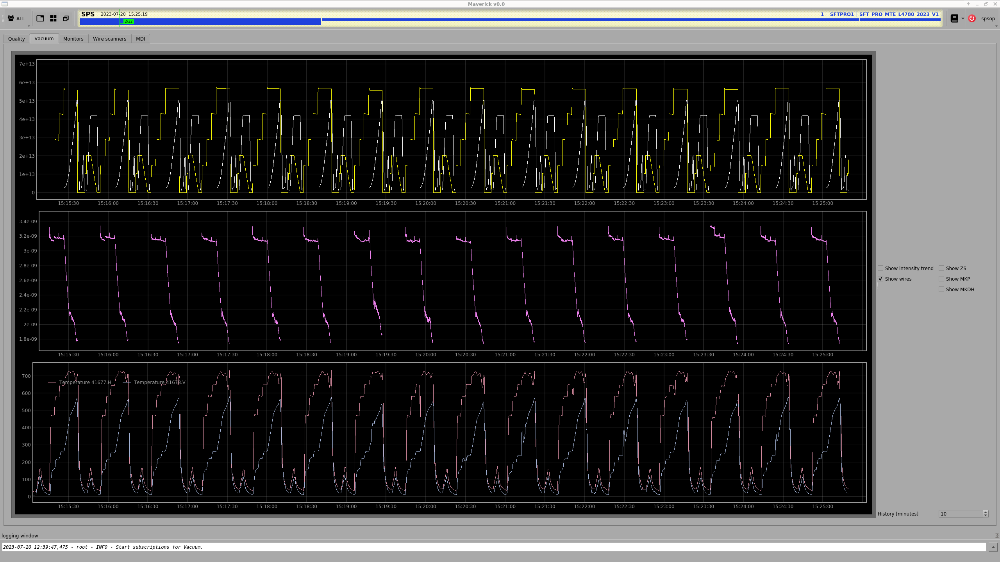 Maverick v0.0
ALL
SPS 2023-07-20 15:25:19 1 SFTPRO1 | SFT PRO MTE L4780 2023 V1
2/32
spsop
Quality Vacuum Monitors Wire scanners MDI
7e+13
6e+13
5e+13
4e+13
3e+13
2e+13
1e+13
0
15:15:30 15:16:00 15:16:30 15:17:00 15:17:30 15:18:00 15:18:30 15:19:00 15:19:30 15:20:00 15:20:30 15:21:00 15:21:30 15:22:00 15:22:30 15:23:00 15:23:30 15:24:00 15:24:30 15:25:00
3.4e-09
3.2e-09
3e-09
2.8e-09
2.6e-09
2.4e-09
2.2e-09
2e-09
1.8e-09
15:15:30 15:16:00 15:16:30 15:17:00 15:17:30 15:18:00 15:18:30 15:19:00 15:19:30 15:20:00 15:20:30 15:21:00 15:21:30 15:22:00 15:22:30 15:23:00 15:23:30 15:24:00 15:24:30 15:25:00
Temperature 41677.H Temperature 41678.V
700
600
500
400
300
200
100
0
15:15:30 15:16:00 15:16:30 15:17:00 15:17:30 15:18:00 15:18:30 15:19:00 15:19:30 15:20:00 15:20:30 15:21:00 15:21:30 15:22:00 15:22:30 15:23:00 15:23:30 15:24:00 15:24:30 15:25:00
Show intensity trend Show ZS
Show wires Show MKP
Show MKDH
History [minutes] 10
logging window
2023-07-20 12:39:47,475 - root - INFO - Start subscriptions for Vacuum.